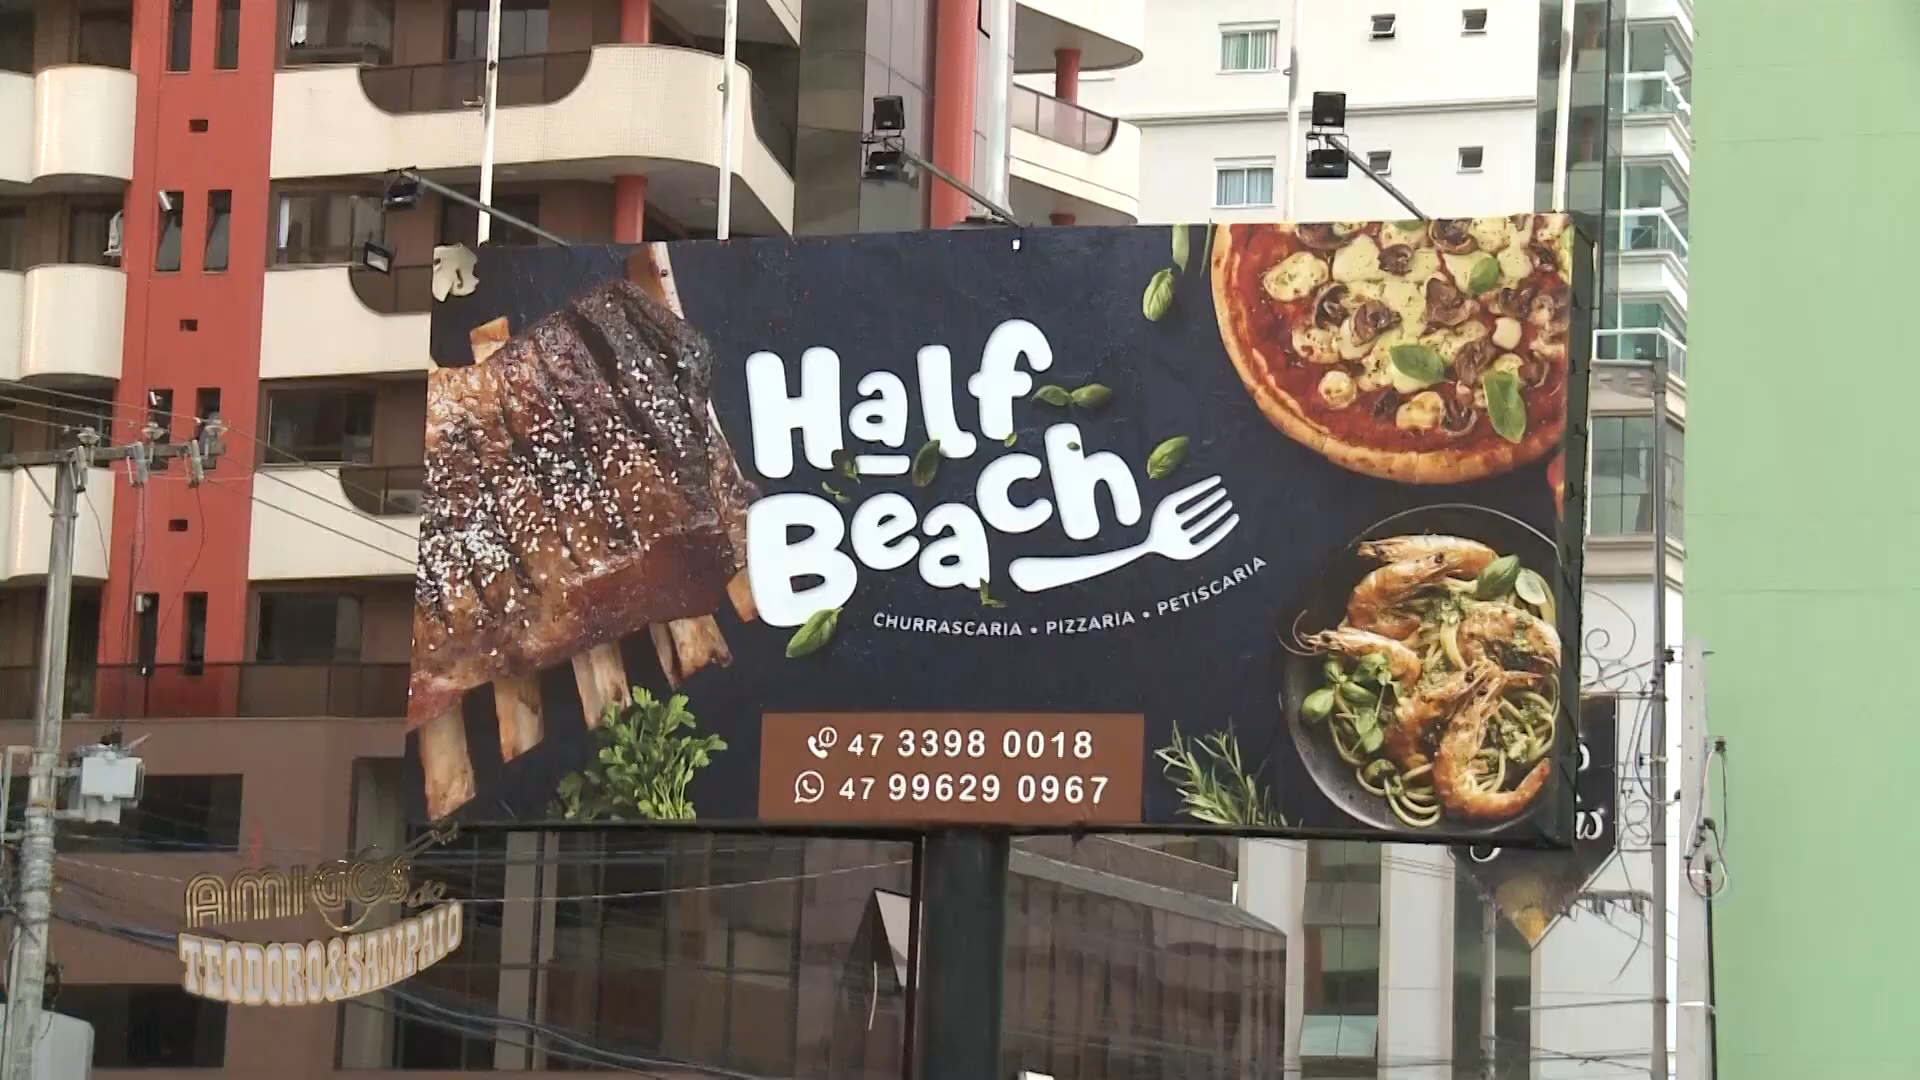 Half
Beach
CHURRASCARIA • PIZZARIA • PETISCARIA
47 3398 0018
47 99629 0967
AMIGOS do
TEODORO&SAMPAIO